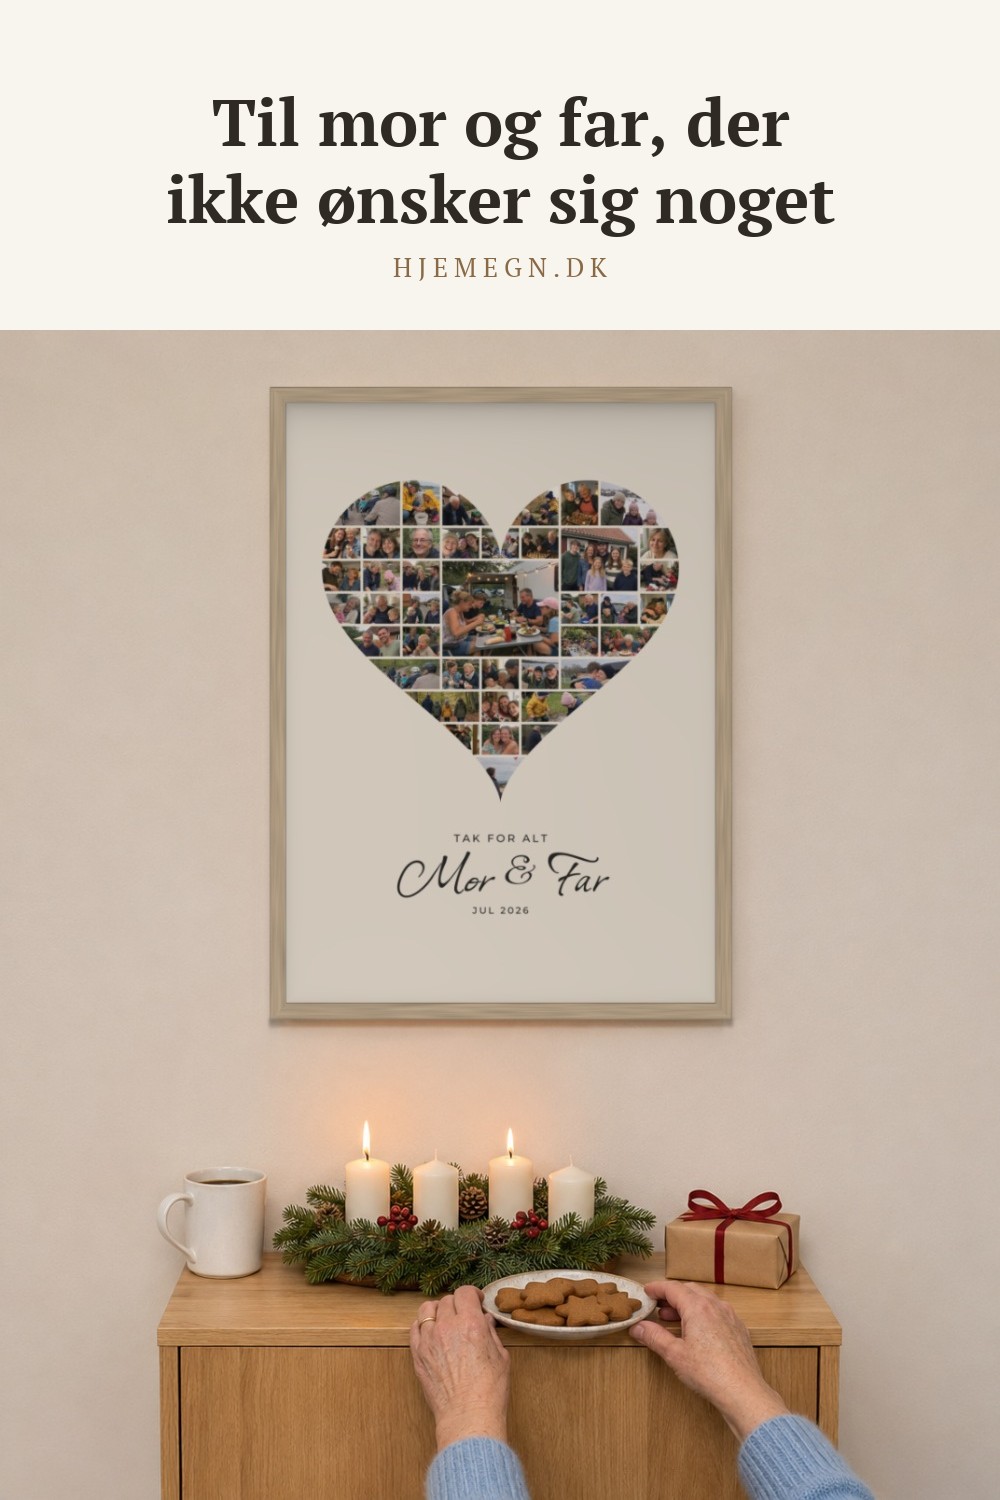 Til mor og far, der
ikke ønsker sig noget
HJEMEGN.DK
TAK FOR ALT
Mor & Far
JUL 2026